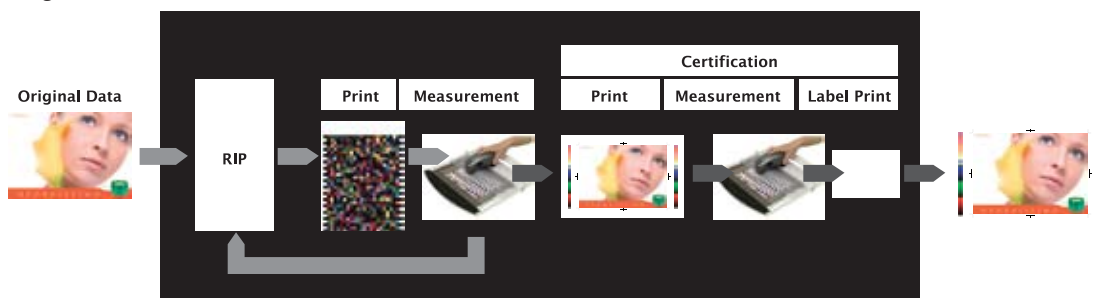 Certification
Original Data
Print
Measurement
Print
Measurement
Label Print
RIP